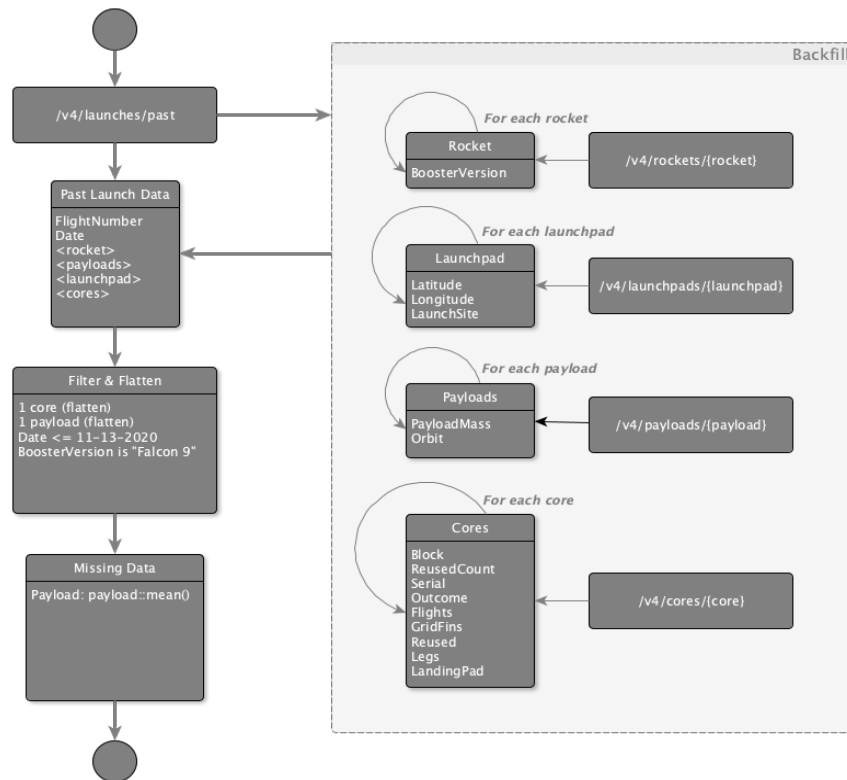 /v4/launches/past
Past Launch Data
FlightNumber
Date
<rocket>
<payloads>
<launchpad>
<cores>
Filter & Flatten
1 core (flatten)
1 payload (flatten)
Date <= 11-13-2020
BoosterVersion is "Falcon 9"
Missing Data
Payload: payload::mean()
Backfill
For each rocket
Rocket
BoosterVersion
/v4/rockets/{rocket}
For each launchpad
Launchpad
Latitude
Longitude
LaunchSite
/v4/launchpads/{launchpad}
For each payload
Payloads
PayloadMass
Orbit
/v4/payloads/{payload}
For each core
Cores
Block
ReusedCount
Serial
Outcome
Flights
GridFins
Reused
Legs
LandingPad
/v4/cores/{core}